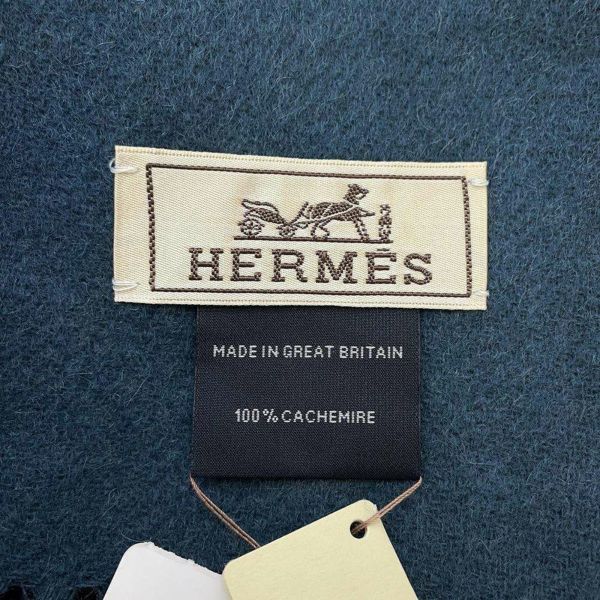 HERMÈS
MADE IN GREAT BRITAIN
100% CACHEMIRE